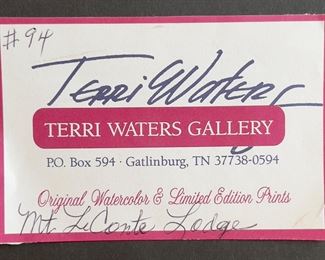 #94
Terri Waters
TERRI WATERS GALLERY
P.O. Box 594 · Gatlinburg, TN 37738-0594
Original Watercolor & Limited Edition Prints
Mt. LeConte Lodge